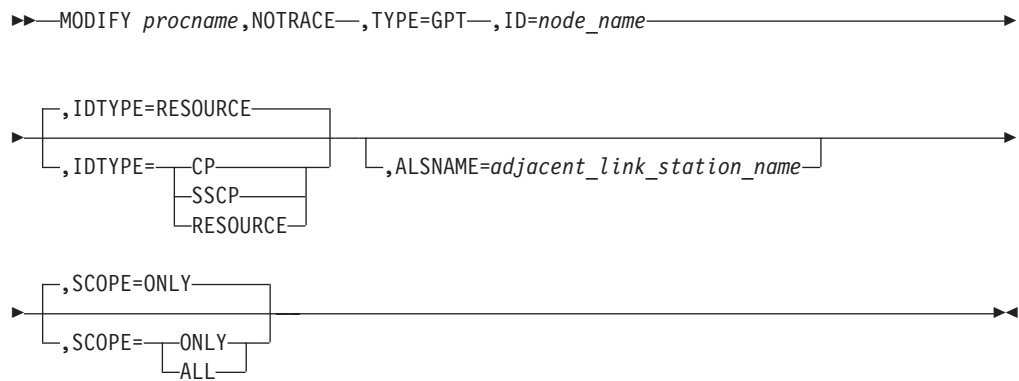 MODIFY procname,NOTRACE ,TYPE=GPT ,ID=node_name
,IDTYPE=RESOURCE
,IDTYPE= CP ,ALSNAME=adjacent_link_station_name
SSCP
RESOURCE
,SCOPE=ONLY
,SCOPE= ONLY
ALL